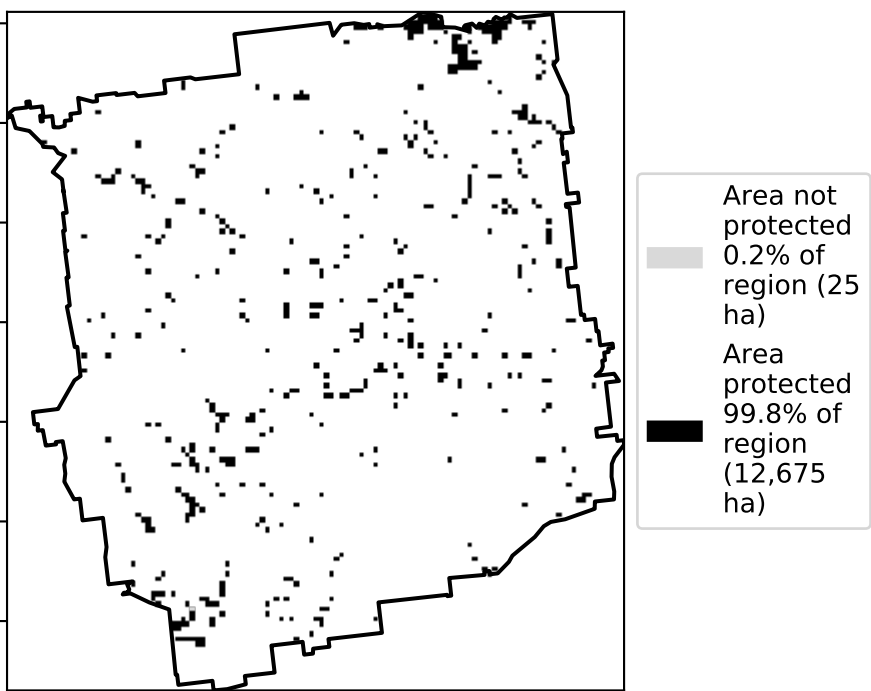 Area not
protected
0.2% of
region (25
ha)
Area
protected
99.8% of
region
(12,675
ha)